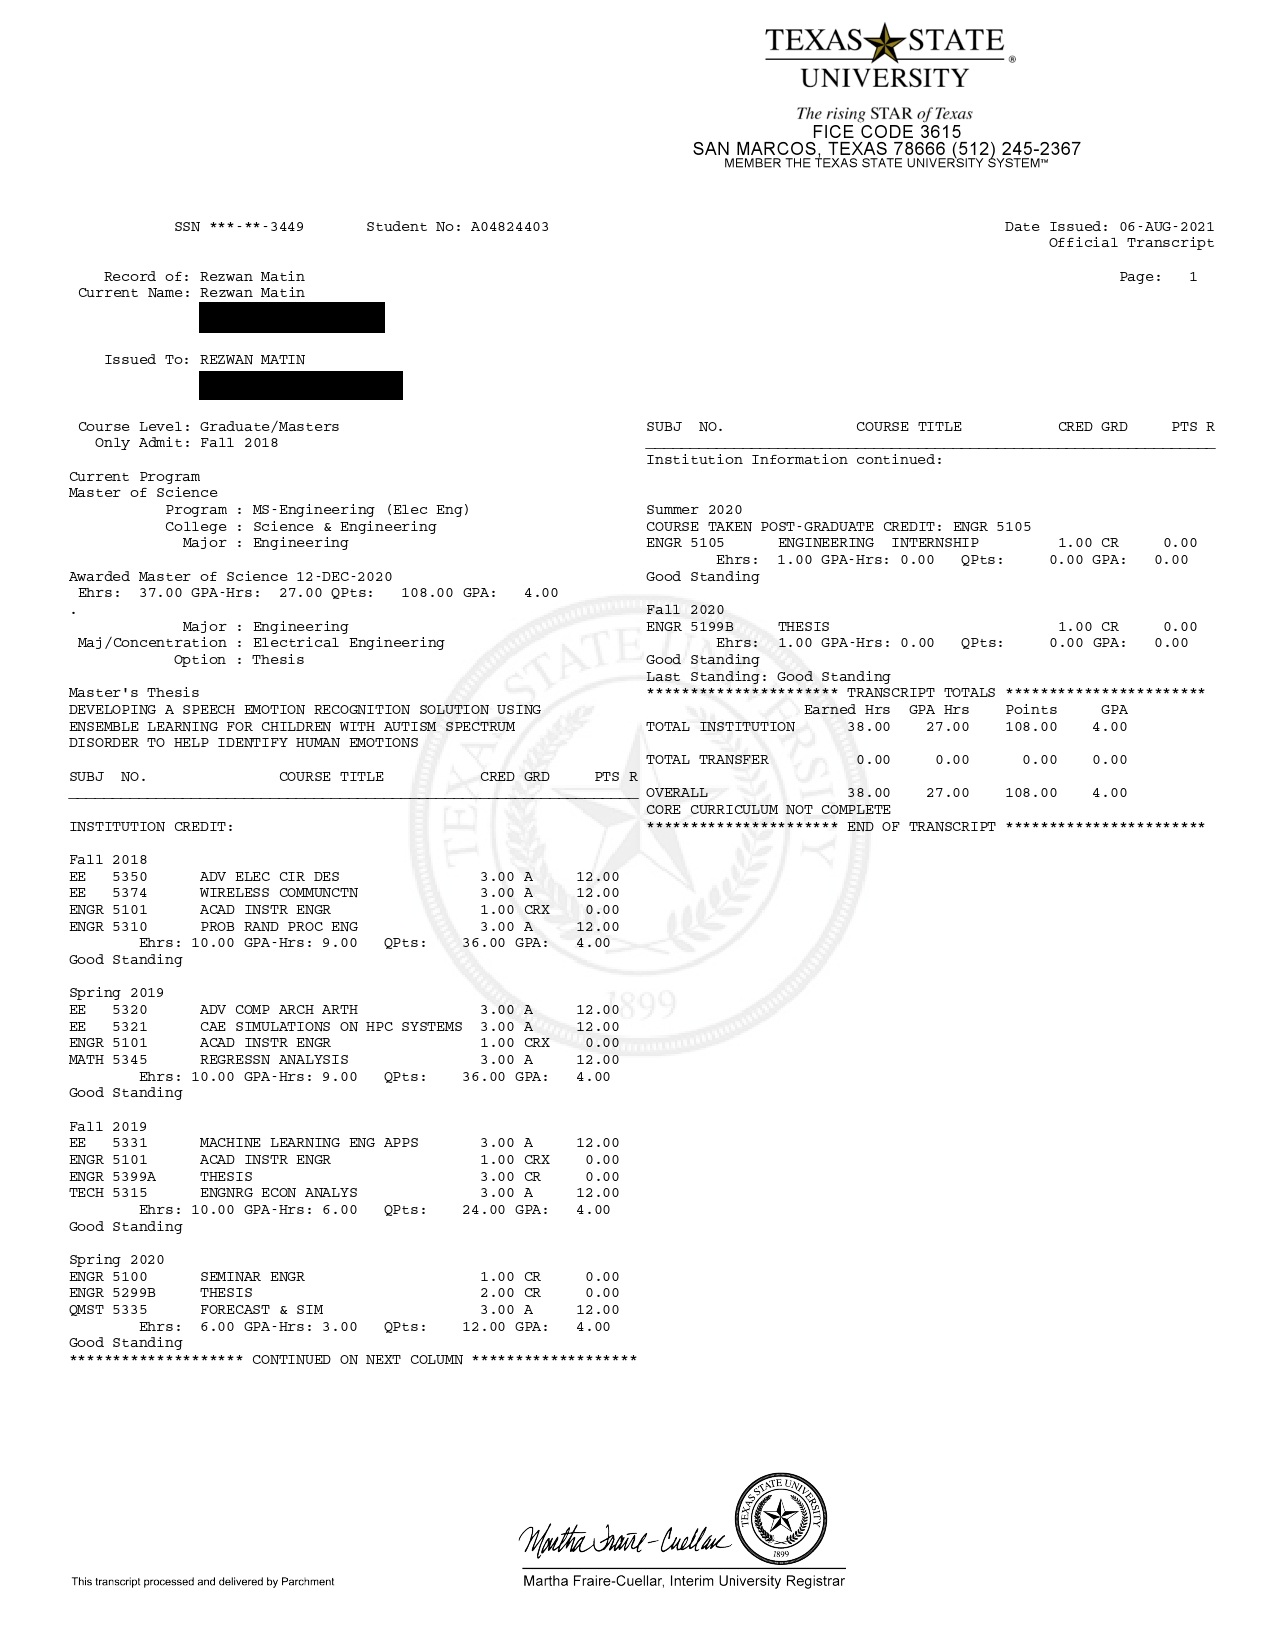 TEXAS STATE
UNIVERSITY
®
The rising STAR of Texas
FICE CODE 3615
SAN MARCOS, TEXAS 78666 (512) 245-2367
MEMBER THE TEXAS STATE UNIVERSITY SYSTEM™
SSN ***-**-3449 Student No: A04824403 Date Issued: 06-AUG-2021
Official Transcript
Record of: Rezwan Matin Page: 1
Current Name: Rezwan Matin
Issued To: REZWAN MATIN
Course Level: Graduate/Masters
Only Admit: Fall 2018
Current Program
Master of Science
Program : MS-Engineering (Elec Eng)
College : Science & Engineering
Major : Engineering
Awarded Master of Science 12-DEC-2020
Ehrs: 37.00 GPA-Hrs: 27.00 QPts: 108.00 GPA: 4.00
.
Major : Engineering
Maj/Concentration : Electrical Engineering
Option : Thesis
Master's Thesis
DEVELOPING A SPEECH EMOTION RECOGNITION SOLUTION USING
ENSEMBLE LEARNING FOR CHILDREN WITH AUTISM SPECTRUM
DISORDER TO HELP IDENTIFY HUMAN EMOTIONS
SUBJ NO. COURSE TITLE CRED GRD PTS R
INSTITUTION CREDIT:
Fall 2018
EE 5350 ADV ELEC CIR DES 3.00 A 12.00
EE 5374 WIRELESS COMMUNCTN 3.00 A 12.00
ENGR 5101 ACAD INSTR ENGR 1.00 CRX 0.00
ENGR 5310 PROB RAND PROC ENG 3.00 A 12.00
Ehrs: 10.00 GPA-Hrs: 9.00 QPts: 36.00 GPA: 4.00
Good Standing
Spring 2019
EE 5320 ADV COMP ARCH ARTH 3.00 A 12.00
EE 5321 CAE SIMULATIONS ON HPC SYSTEMS 3.00 A 12.00
ENGR 5101 ACAD INSTR ENGR 1.00 CRX 0.00
MATH 5345 REGRESSN ANALYSIS 3.00 A 12.00
Ehrs: 10.00 GPA-Hrs: 9.00 QPts: 36.00 GPA: 4.00
Good Standing
Fall 2019
EE 5331 MACHINE LEARNING ENG APPS 3.00 A 12.00
ENGR 5101 ACAD INSTR ENGR 1.00 CRX 0.00
ENGR 5399A THESIS 3.00 CR 0.00
TECH 5315 ENGNRG ECON ANALYS 3.00 A 12.00
Ehrs: 10.00 GPA-Hrs: 6.00 QPts: 24.00 GPA: 4.00
Good Standing
Spring 2020
ENGR 5100 SEMINAR ENGR 1.00 CR 0.00
ENGR 5299B THESIS 2.00 CR 0.00
QMST 5335 FORECAST & SIM 3.00 A 12.00
Ehrs: 6.00 GPA-Hrs: 3.00 QPts: 12.00 GPA: 4.00
Good Standing
******************** CONTINUED ON NEXT COLUMN *******************
SUBJ NO. COURSE TITLE CRED GRD PTS R
Institution Information continued:
Summer 2020
COURSE TAKEN POST-GRADUATE CREDIT: ENGR 5105
ENGR 5105 ENGINEERING INTERNSHIP 1.00 CR 0.00
Ehrs: 1.00 GPA-Hrs: 0.00 QPts: 0.00 GPA: 0.00
Good Standing
Fall 2020
ENGR 5199B THESIS 1.00 CR 0.00
Ehrs: 1.00 GPA-Hrs: 0.00 QPts: 0.00 GPA: 0.00
Good Standing
Last Standing: Good Standing
********************** TRANSCRIPT TOTALS ***********************
Earned Hrs GPA Hrs Points GPA
TOTAL INSTITUTION 38.00 27.00 108.00 4.00
TOTAL TRANSFER 0.00 0.00 0.00 0.00
OVERALL 38.00 27.00 108.00 4.00
CORE CURRICULUM NOT COMPLETE
********************** END OF TRANSCRIPT ***********************
TEXAS STATE UNIVERSITY
1899
TEXAS STATE UNIVERSITY
1899
Martha Fraire-Cuellar
Martha Fraire-Cuellar, Interim University Registrar
This transcript processed and delivered by Parchment